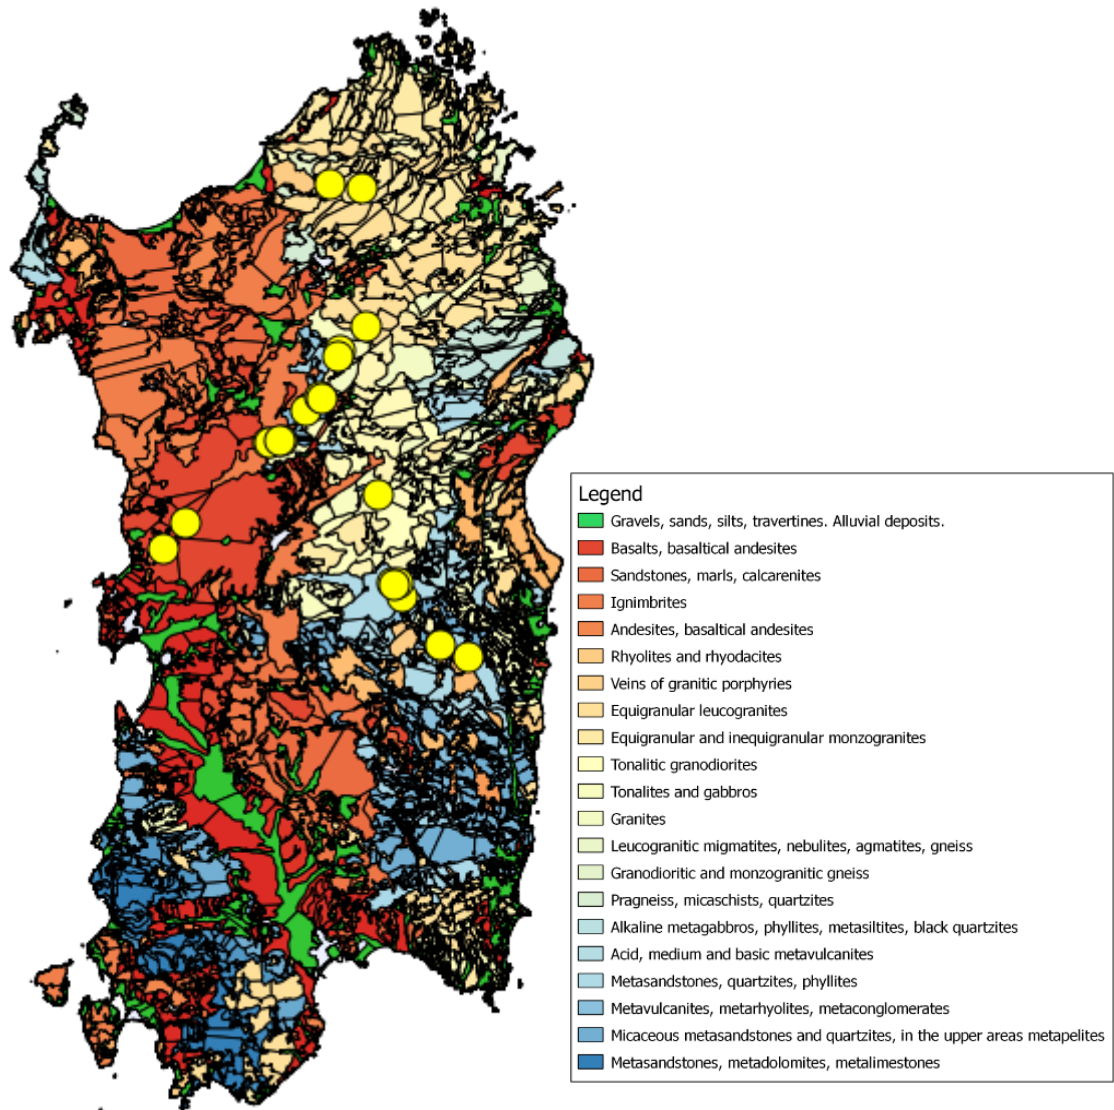 Legend
Gravels, sands, silts, travertines. Alluvial deposits.
Basalts, basaltical andesites
Sandstones, marls, calcarenites
Ignimbrites
Andesites, basaltical andesites
Rhyolites and rhyodacites
Veins of granitic porphyries
Equigranular leucogranites
Equigranular and inequigranular monzogranites
Tonalitic granodiorites
Tonalites and gabbros
Granites
Leucogranitic migmatites, nebulites, agmatites, gneiss
Granodioritic and monzogranitic gneiss
Pragneiss, micaschists, quartzites
Alkaline metagabbros, phyllites, metasiltites, black quartzites
Acid, medium and basic metavulcanites
Metasandstones, quartzites, phyllites
Metavulcanites, metarhyolites, metaconglomerates
Micaceous metasandstones and quartzites, in the upper areas metapelites
Metasandstones, metadolomites, metalimestones